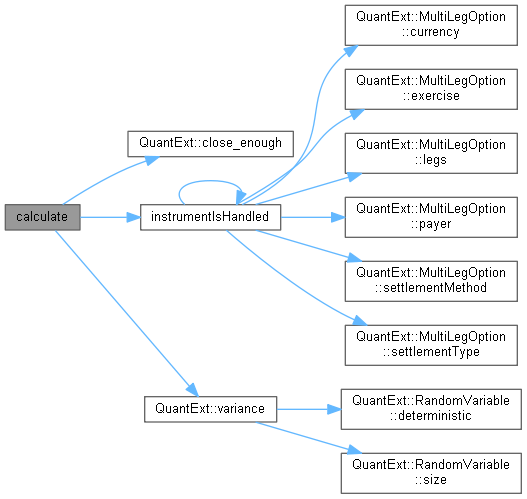 calculate
QuantExt::close_enough
instrumentIsHandled
QuantExt::variance
QuantExt::MultiLegOption
::currency
QuantExt::MultiLegOption
::exercise
QuantExt::MultiLegOption
::legs
QuantExt::MultiLegOption
::payer
QuantExt::MultiLegOption
::settlementMethod
QuantExt::MultiLegOption
::settlementType
QuantExt::RandomVariable
::deterministic
QuantExt::RandomVariable
::size